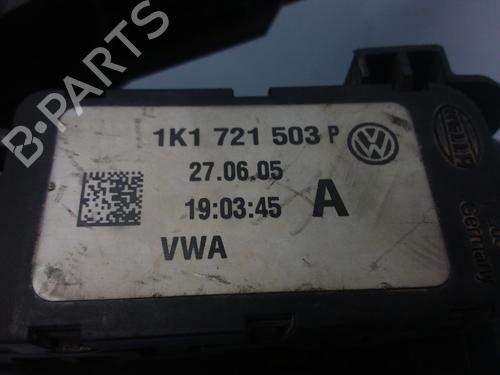 1K1 721 503 P
27.06.05
19:03:45 A
VWA
HELLA
Germany
B-Parts